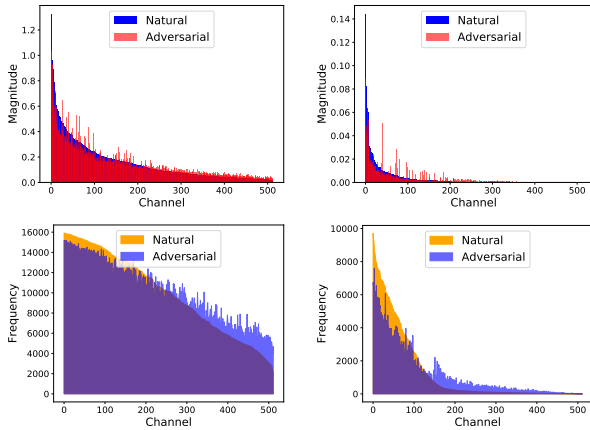 Natural
Adversarial
Magnitude
1.2
1.0
0.8
0.6
0.4
0.2
0.0
0 100 200 300 400 500
Channel
Natural
Adversarial
Magnitude
0.14
0.12
0.10
0.08
0.06
0.04
0.02
0.00
0 100 200 300 400 500
Channel
Natural
Adversarial
Frequency
16000
14000
12000
10000
8000
6000
4000
2000
0
0 100 200 300 400 500
Channel
Natural
Adversarial
Frequency
10000
8000
6000
4000
2000
0
0 100 200 300 400 500
Channel